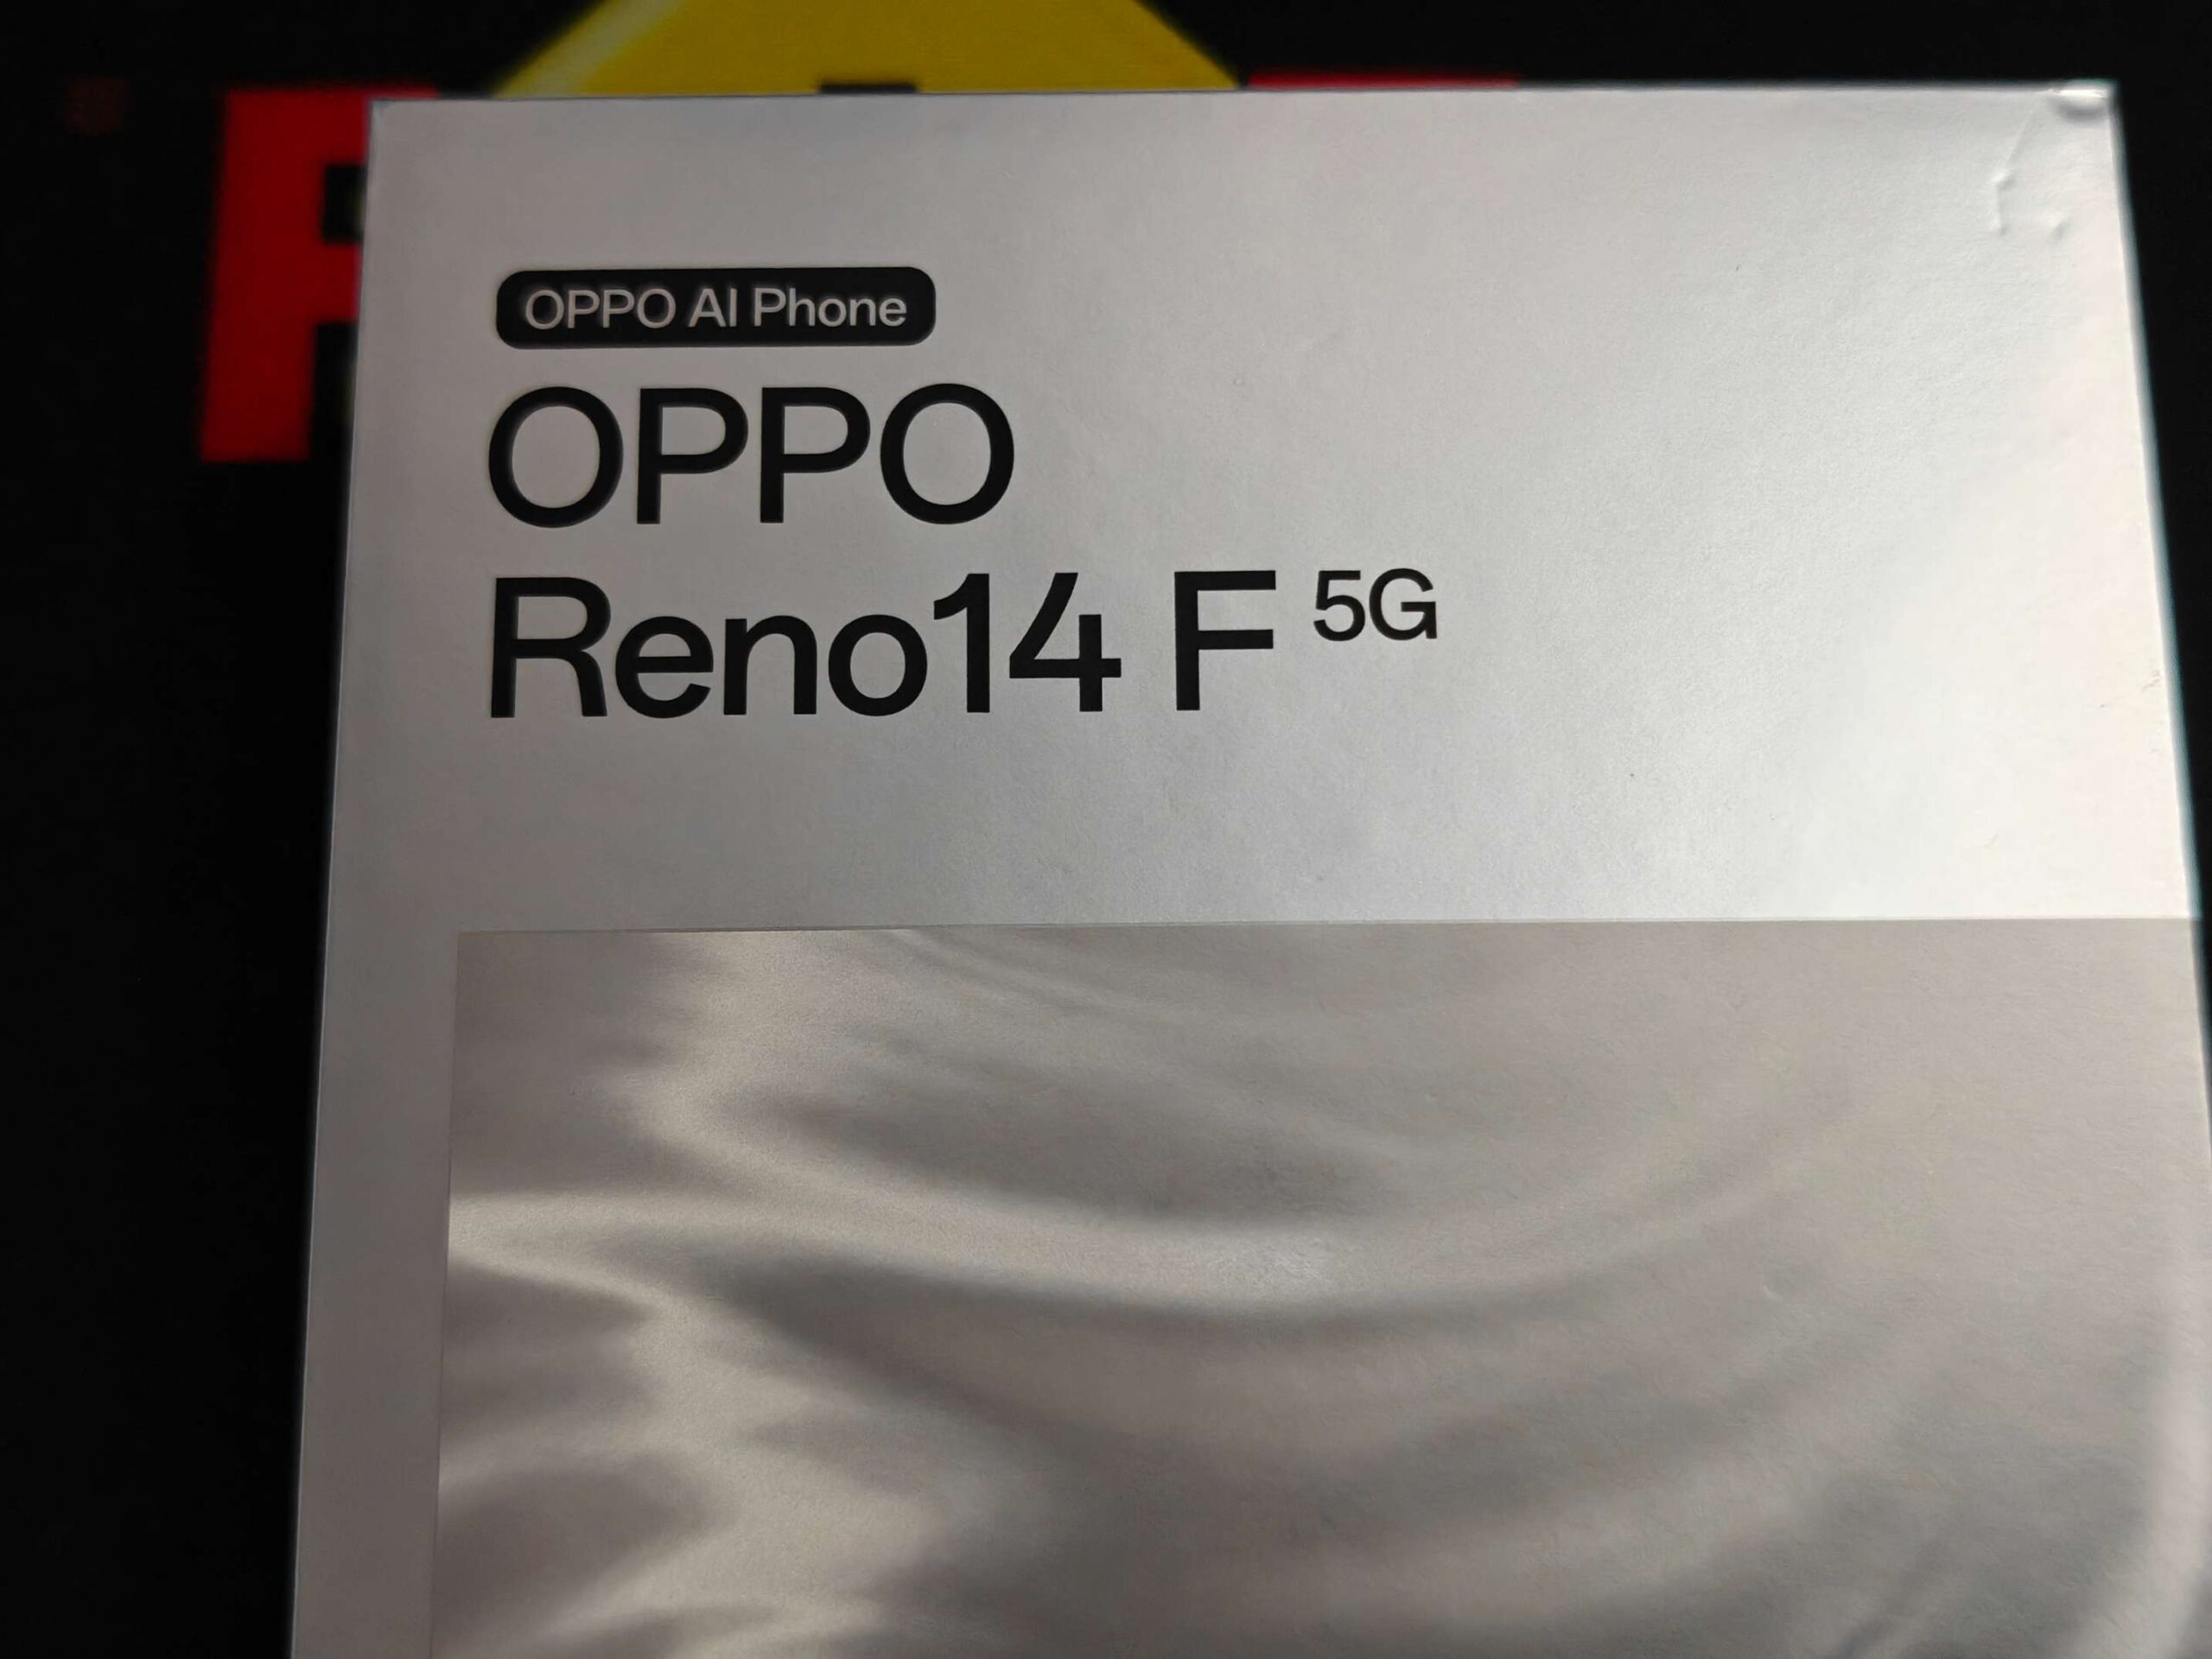 OPPO AI Phone
OPPO
Reno14 F 5G